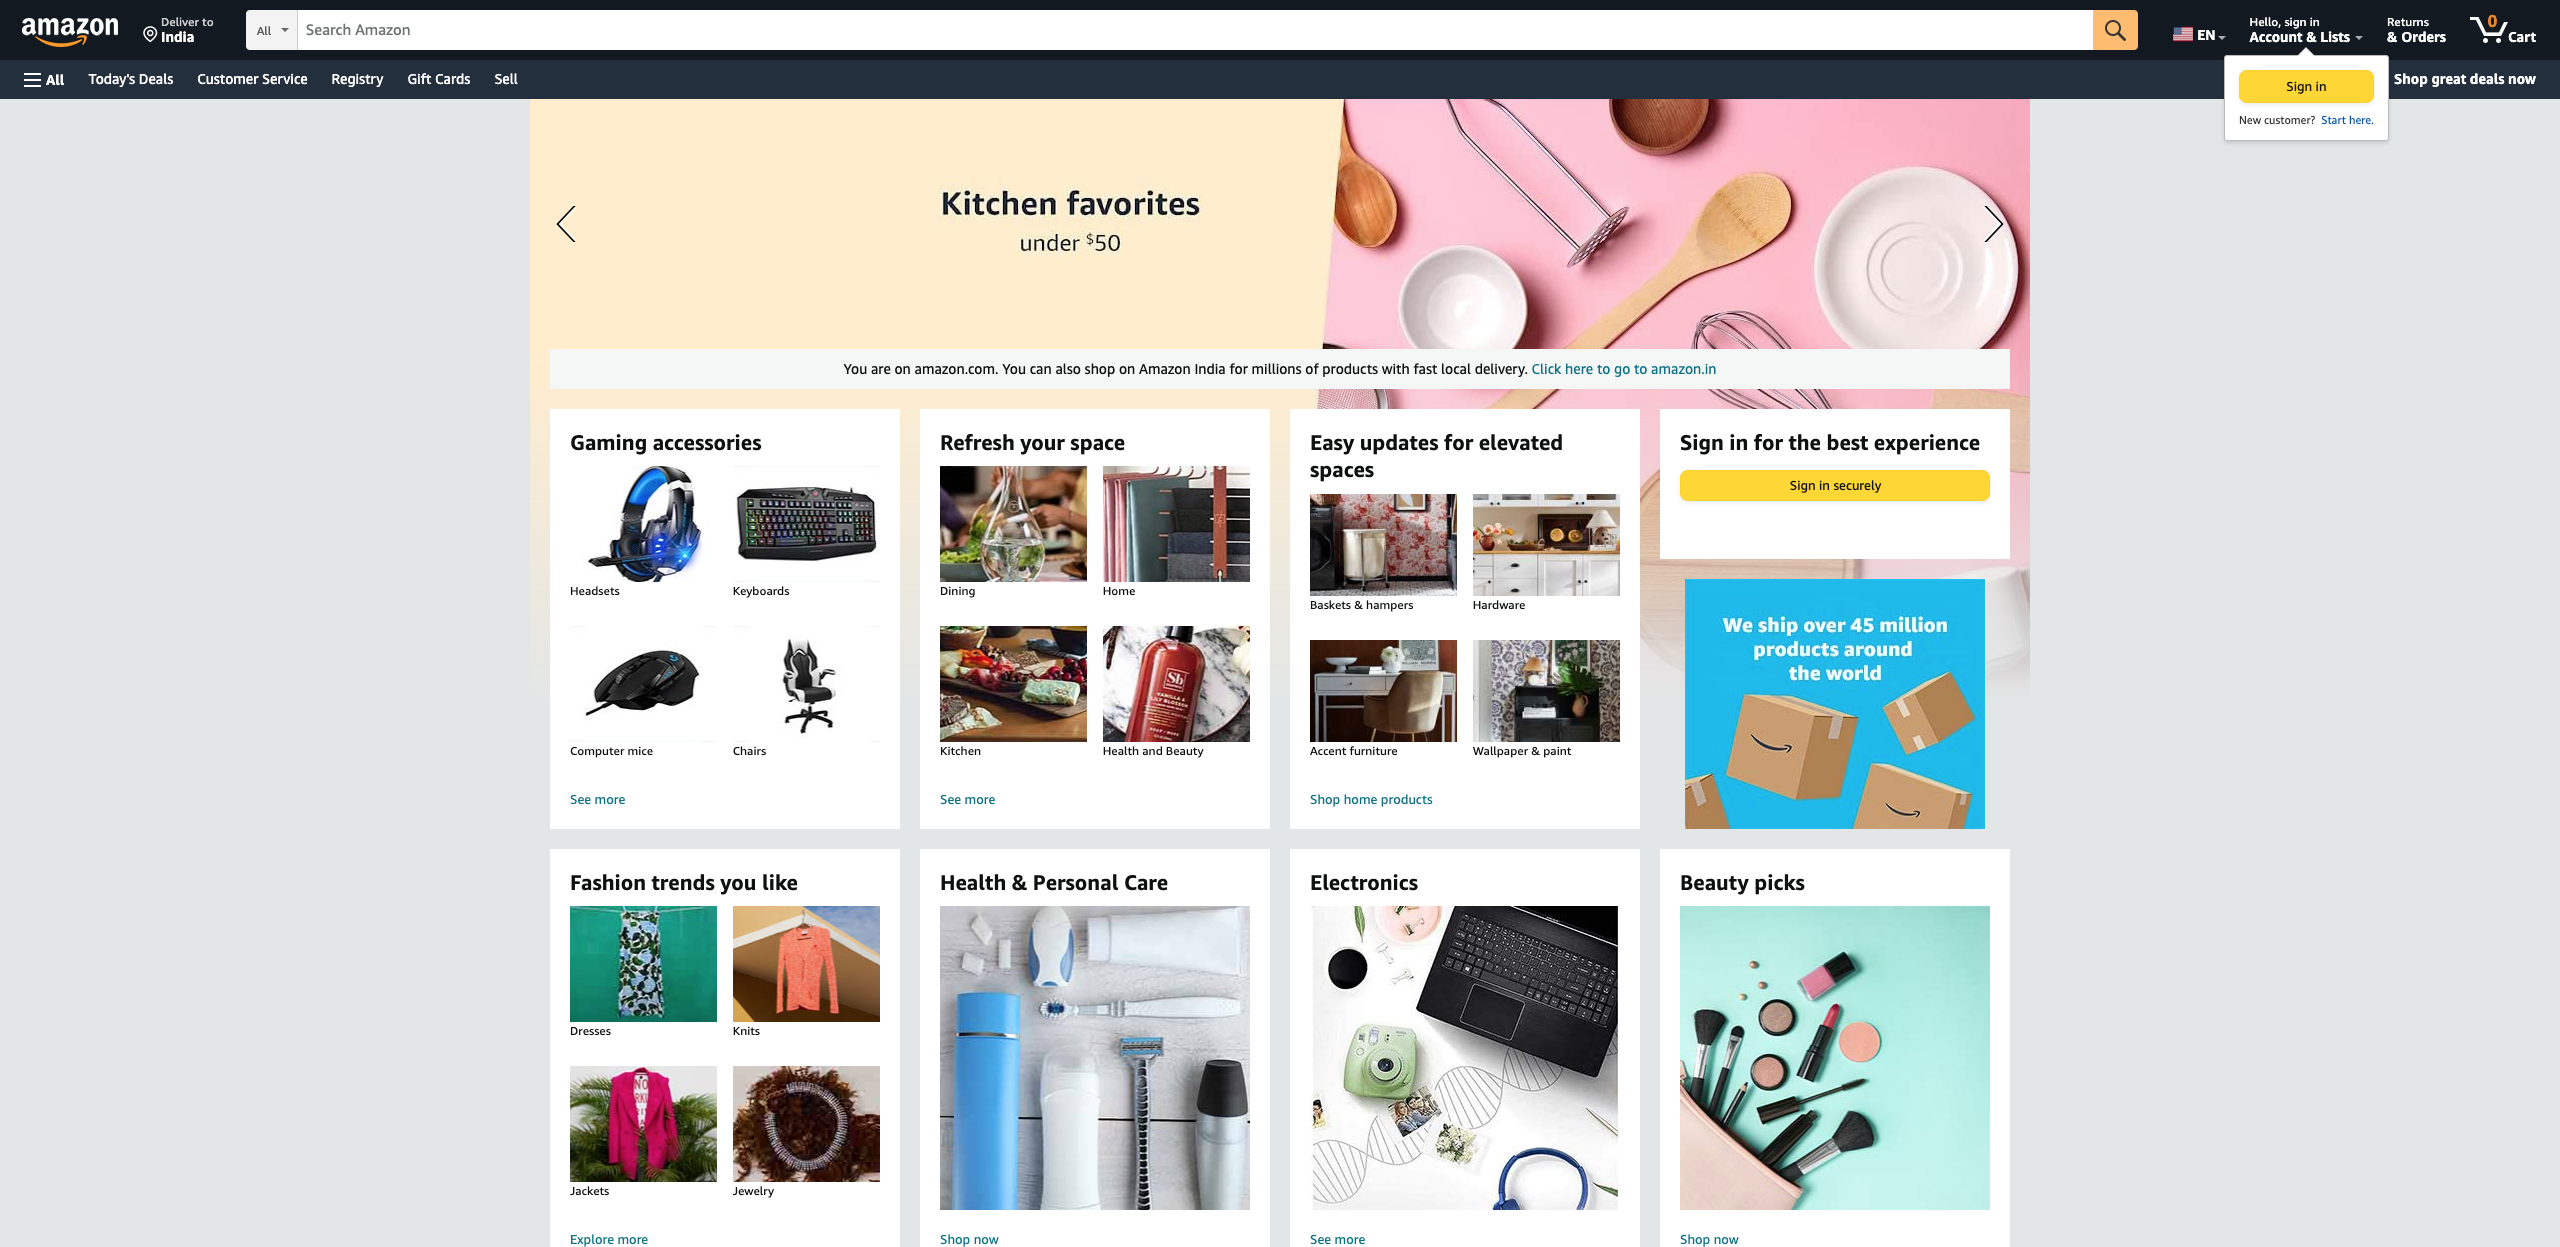 amazon
Deliver to
India
All
Search Amazon
EN
Hello, sign in
Account & Lists
Returns
& Orders
0
Cart
All
Today's Deals
Customer Service
Registry
Gift Cards
Sell
Shop great deals now
Sign in
New customer? Start here.
Kitchen favorites
under $50
You are on amazon.com. You can also shop on Amazon India for millions of products with fast local delivery. Click here to go to amazon.in
Gaming accessories
Headsets
Keyboards
Computer mice
Chairs
See more
Refresh your space
Dining
Home
Kitchen
Health and Beauty
See more
Easy updates for elevated
spaces
Baskets & hampers
Hardware
Accent furniture
Wallpaper & paint
Shop home products
Sign in for the best experience
Sign in securely
We ship over 45 million
products around
the world
Fashion trends you like
Dresses
Knits
Jackets
Jewelry
Explore more
Health & Personal Care
Shop now
Electronics
See more
Beauty picks
Shop now